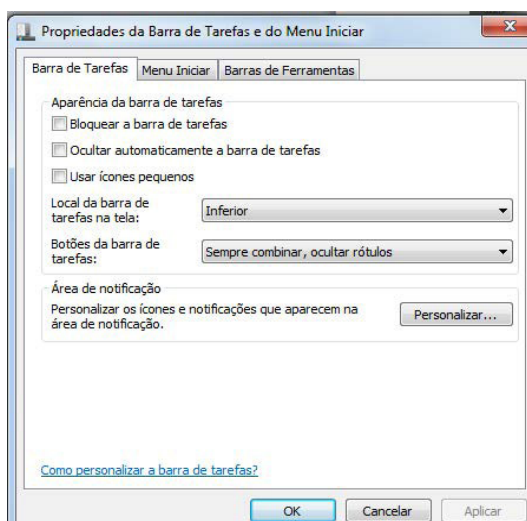 Propriedades da Barra de Tarefas e do Menu Iniciar
Barra de Tarefas
Menu Iniciar
Barras de Ferramentas
Aparência da barra de tarefas
Bloquear a barra de tarefas
Ocultar automaticamente a barra de tarefas
Usar ícones pequenos
Local da barra de
tarefas na tela:
Inferior
Botões da barra de
tarefas:
Sempre combinar, ocultar rótulos
Área de notificação
Personalizar os ícones e notificações que aparecem na
área de notificação.
Personalizar...
Como personalizar a barra de tarefas?
OK
Cancelar
Aplicar